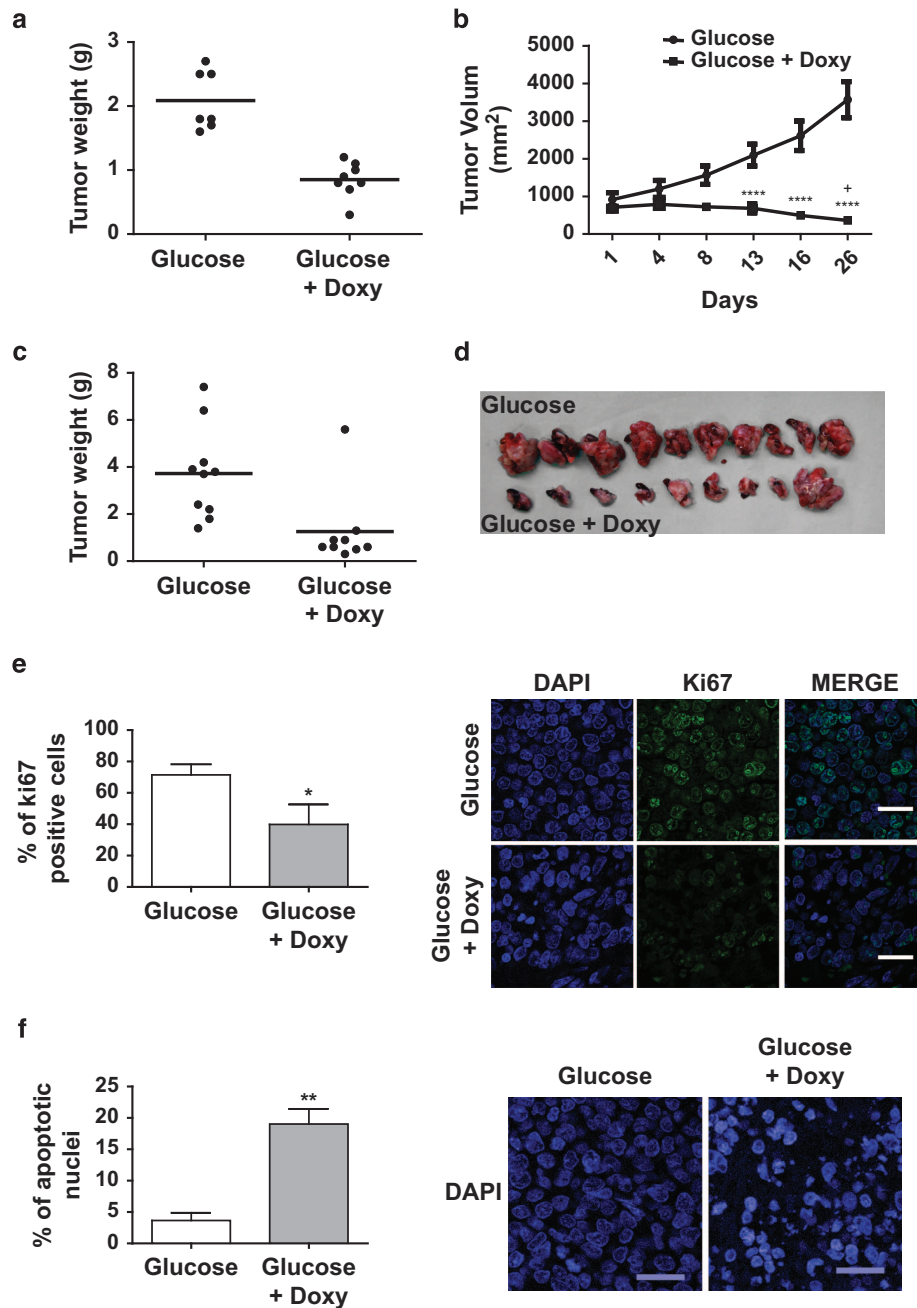 a
Tumor weight (g)
3
2
1
0
Glucose
Glucose
+ Doxy
b
Tumor Volum
(mm²)
5000
4000
3000
2000
1000
0
Glucose
Glucose + Doxy
****
****
+
****
1
4
8
13
16
26
Days
c
Tumor weight (g)
8
6
4
2
0
Glucose
Glucose
+ Doxy
d
Glucose
Glucose + Doxy
e
% of ki67
positive cells
100
80
60
40
20
0
*
Glucose
Glucose
+ Doxy
DAPI
Ki67
MERGE
Glucose
Glucose
+ Doxy
f
% of apoptotic
nuclei
25
20
15
10
5
0
**
Glucose
Glucose
+ Doxy
Glucose
Glucose
+ Doxy
DAPI